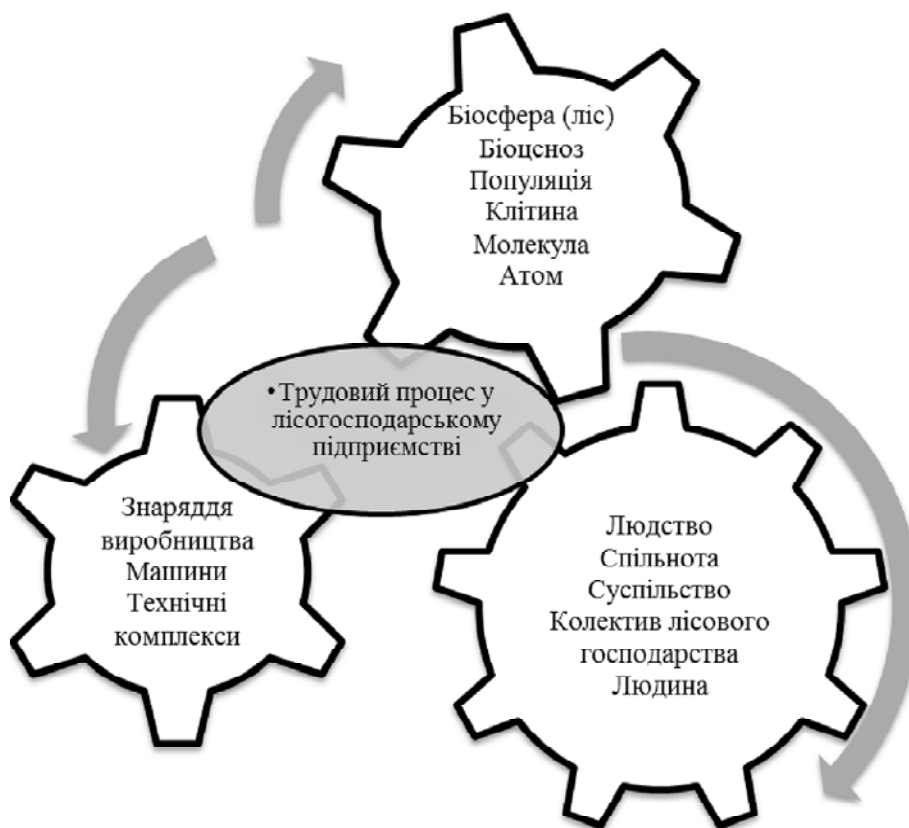 Біосфера (ліс)
Біоценоз
Популяція
Клітина
Молекула
Атом
• Трудовий процес у
лісогосподарському
підприємстві
Знаряддя
виробництва
Машини
Технічні
комплекси
Людство
Спільнота
Суспільство
Колектив лісового
господарства
Людина